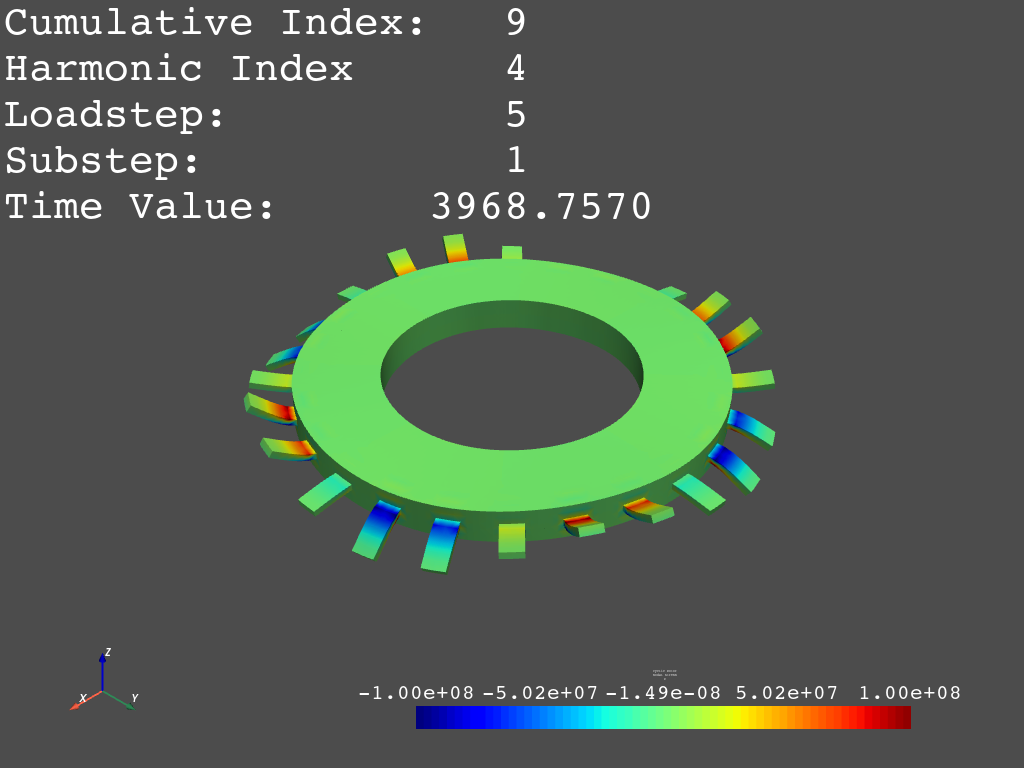 Cumulative Index: 9
Harmonic Index 4
Loadstep: 5
Substep: 1
Time Value: 3968.7570
Z
X
Y
-1.00e+08 -5.02e+07 -1.49e-08 5.02e+07 1.00e+08